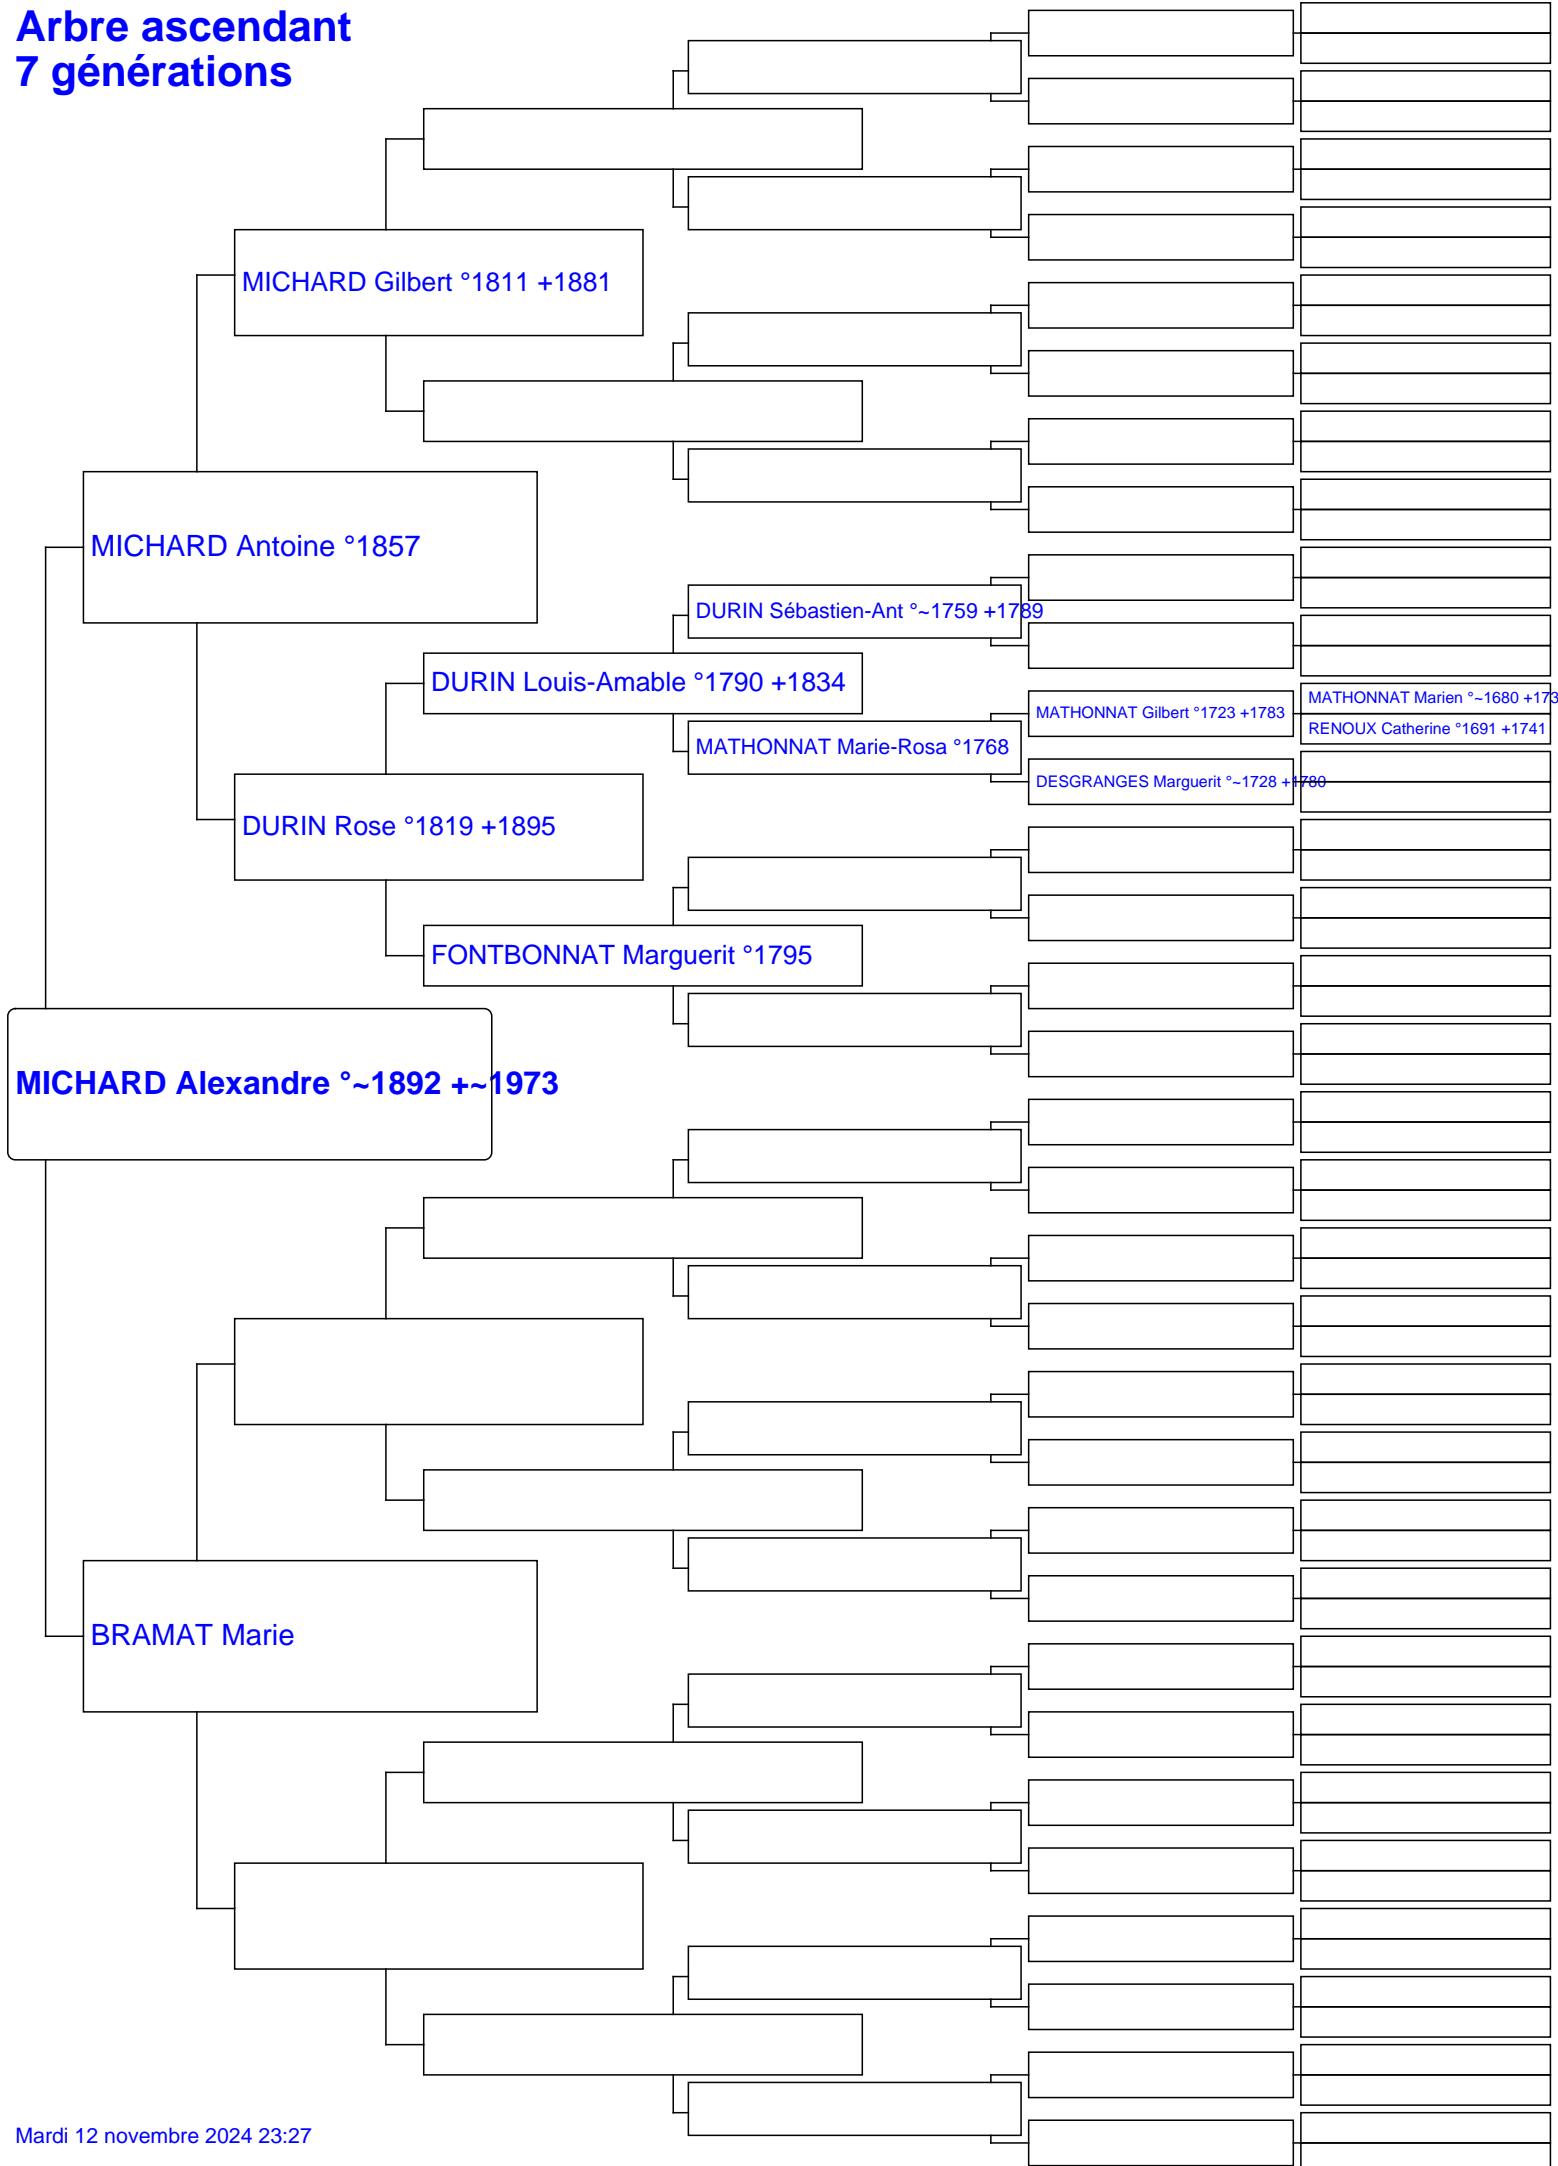 Arbre ascendant
7 générations
MICHARD Gilbert °1811 +1881
MICHARD Antoine °1857
DURIN Sébastien-Ant °~1759 +1789
DURIN Louis-Amable °1790 +1834
MATHONNAT Marien °~1680 +173
MATHONNAT Gilbert °1723 +1783
RENOUX Catherine °1691 +1741
MATHONNAT Marie-Rosa °1768
DESGRANGES Marguerit °~1728 +1780
DURIN Rose °1819 +1895
FONTBONNAT Marguerit °1795
MICHARD Alexandre °~1892 +~1973
BRAMAT Marie
Mardi 12 novembre 2024 23:27